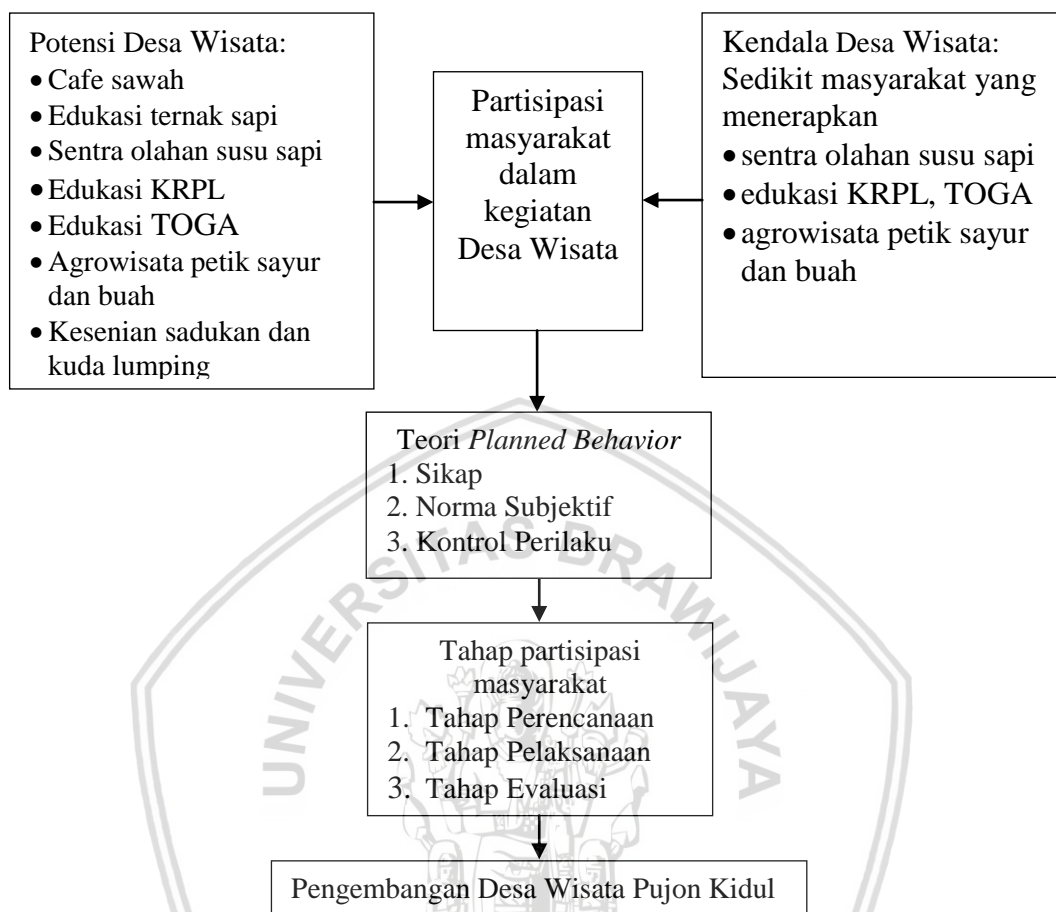 Potensi Desa Wisata:
• Cafe sawah
• Edukasi ternak sapi
• Sentra olahan susu sapi
• Edukasi KRPL
• Edukasi TOGA
• Agrowisata petik sayur
dan buah
• Kesenian sadukan dan
kuda lumping
Partisipasi
masyarakat
dalam
kegiatan
Desa Wisata
Kendala Desa Wisata:
Sedikit masyarakat yang
menerapkan
• sentra olahan susu sapi
• edukasi KRPL, TOGA
• agrowisata petik sayur
dan buah
Teori Planned Behavior
1. Sikap
2. Norma Subjektif
3. Kontrol Perilaku
Tahap partisipasi
masyarakat
1. Tahap Perencanaan
2. Tahap Pelaksanaan
3. Tahap Evaluasi
Pengembangan Desa Wisata Pujon Kidul
UNIVERSITAS BRAWIJAYA